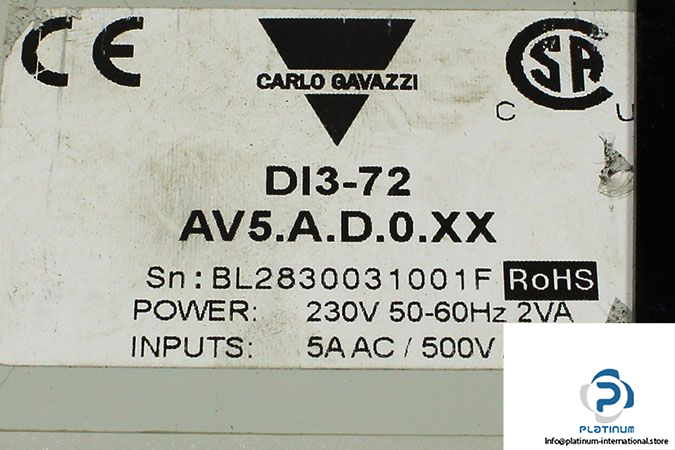 CE
CARLO GAVAZZI
CSA
C U
DI3-72
AV5.A.D.0.XX
Sn: BL2830031001F RoHS
POWER: 230V 50-60Hz 2VA
INPUTS: 5A AC / 500V
PLATINUM
Info@platinum-international.store